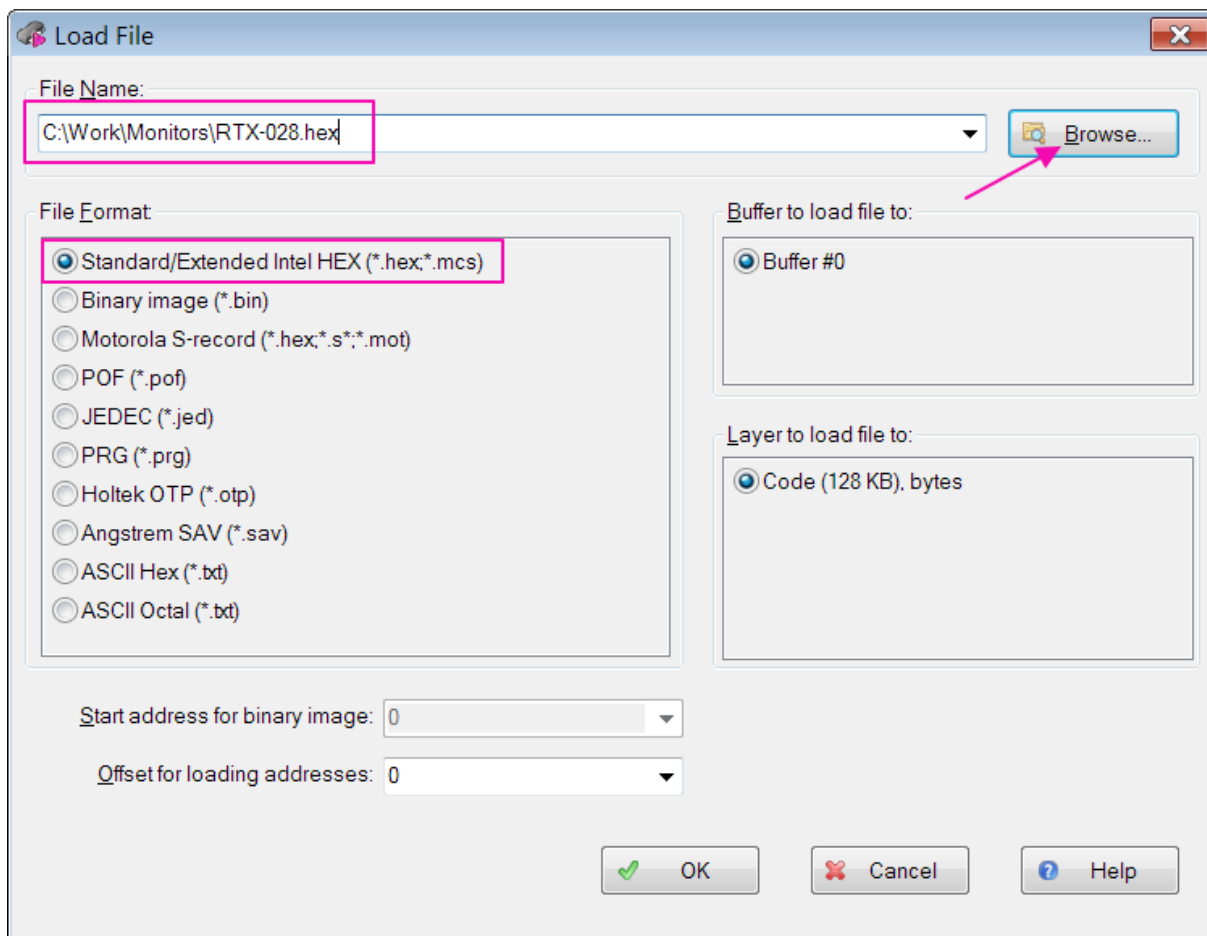 Load File
File Name:
C:\Work\Monitors\RTX-028.hex
Browse...
File Format:
Standard/Extended Intel HEX (*.hex;*.mcs)
Binary image (*.bin)
Motorola S-record (*.hex;*.s*;*.mot)
POF (*.pof)
JEDEC (*.jed)
PRG (*.prg)
Holtek OTP (*.otp)
Angstrem SAV (*.sav)
ASCII Hex (*.txt)
ASCII Octal (*.txt)
Buffer to load file to:
Buffer #0
Layer to load file to:
Code (128 KB), bytes
Start address for binary image: 0
Offset for loading addresses: 0
OK Cancel Help